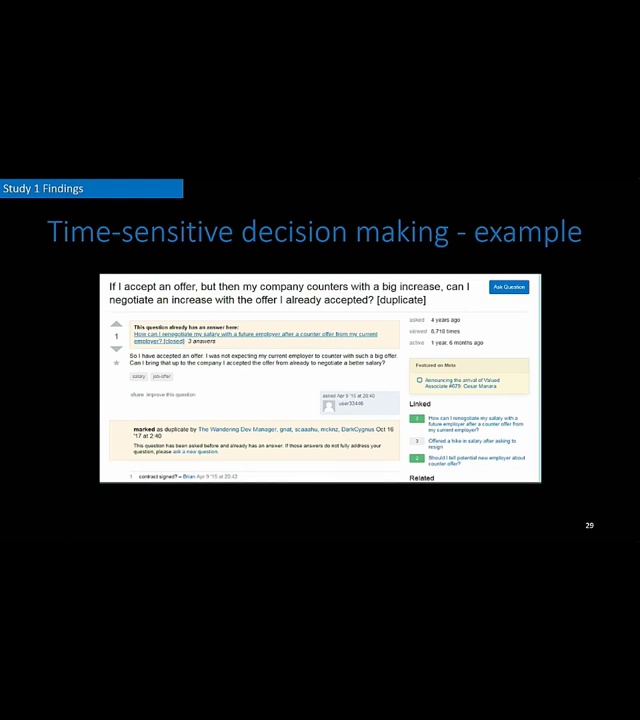 Study 1 Findings
Time-sensitive decision making - example
If I accept an offer, but then my company counters with a big increase, can I
negotiate an increase with the offer I already accepted? [duplicate]
Ask Question
1
This question already has an answer here:
How can I renegotiate my salary with a future employer after a counter offer from my current
employer? [closed] 3 answers
So I have accepted an offer. I was not expecting my current employer to counter with such a big offer.
Can I bring that up to the company I accepted the offer from already to negotiate a better salary?
salary job-offer
share improve this question
asked Apr 9 '15 at 20:40
user33446
marked as duplicate by The Wandering Dev Manager, gnat, scaaahu, mcknz, DarkCygnus Oct 16
'17 at 2:40
This question has been asked before and already has an answer. If those answers do not fully address your
question, please ask a new question.
1 contract signed? – Brian Apr 9 '15 at 20:42
asked 4 years ago
viewed 6,718 times
active 1 year, 6 months ago
Featured on Meta
Announcing the arrival of Valued
Associate #679: Cesar Manara
Linked
How can I renegotiate my salary with a
future employer after a counter offer from
my current employer?
3 Offered a hike in salary after asking to
resign
2 Should I tell potential new employer about
counter offer?
Related
29